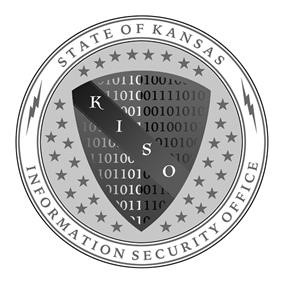 STATE OF KANSAS
K I S O
INFORMATION SECURITY OFFICE